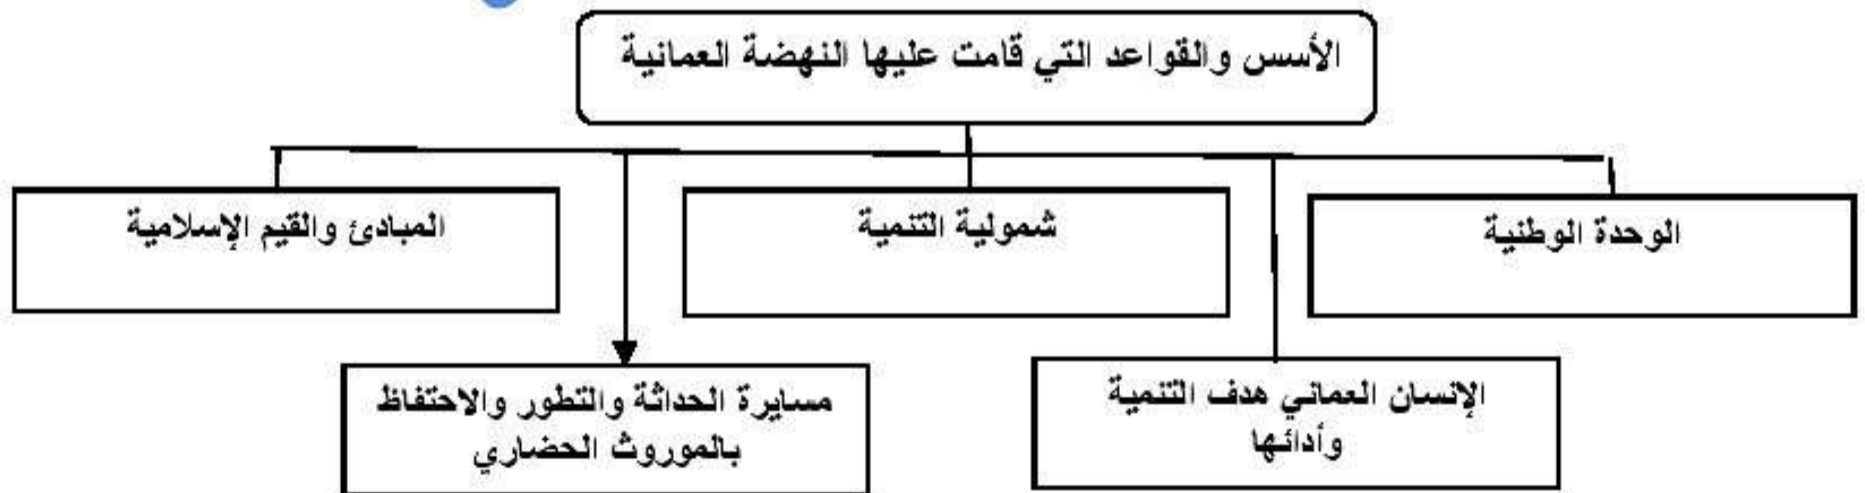 الأسس والقواعد التي قامت عليها النهضة العمانية
الوحدة الوطنية
شمولية التنمية
المبادئ والقيم الإسلامية
الإنسان العماني هدف التنمية
وأدائها
مسايرة الحداثة والتطور والاحتفاظ
بالموروث الحضاري